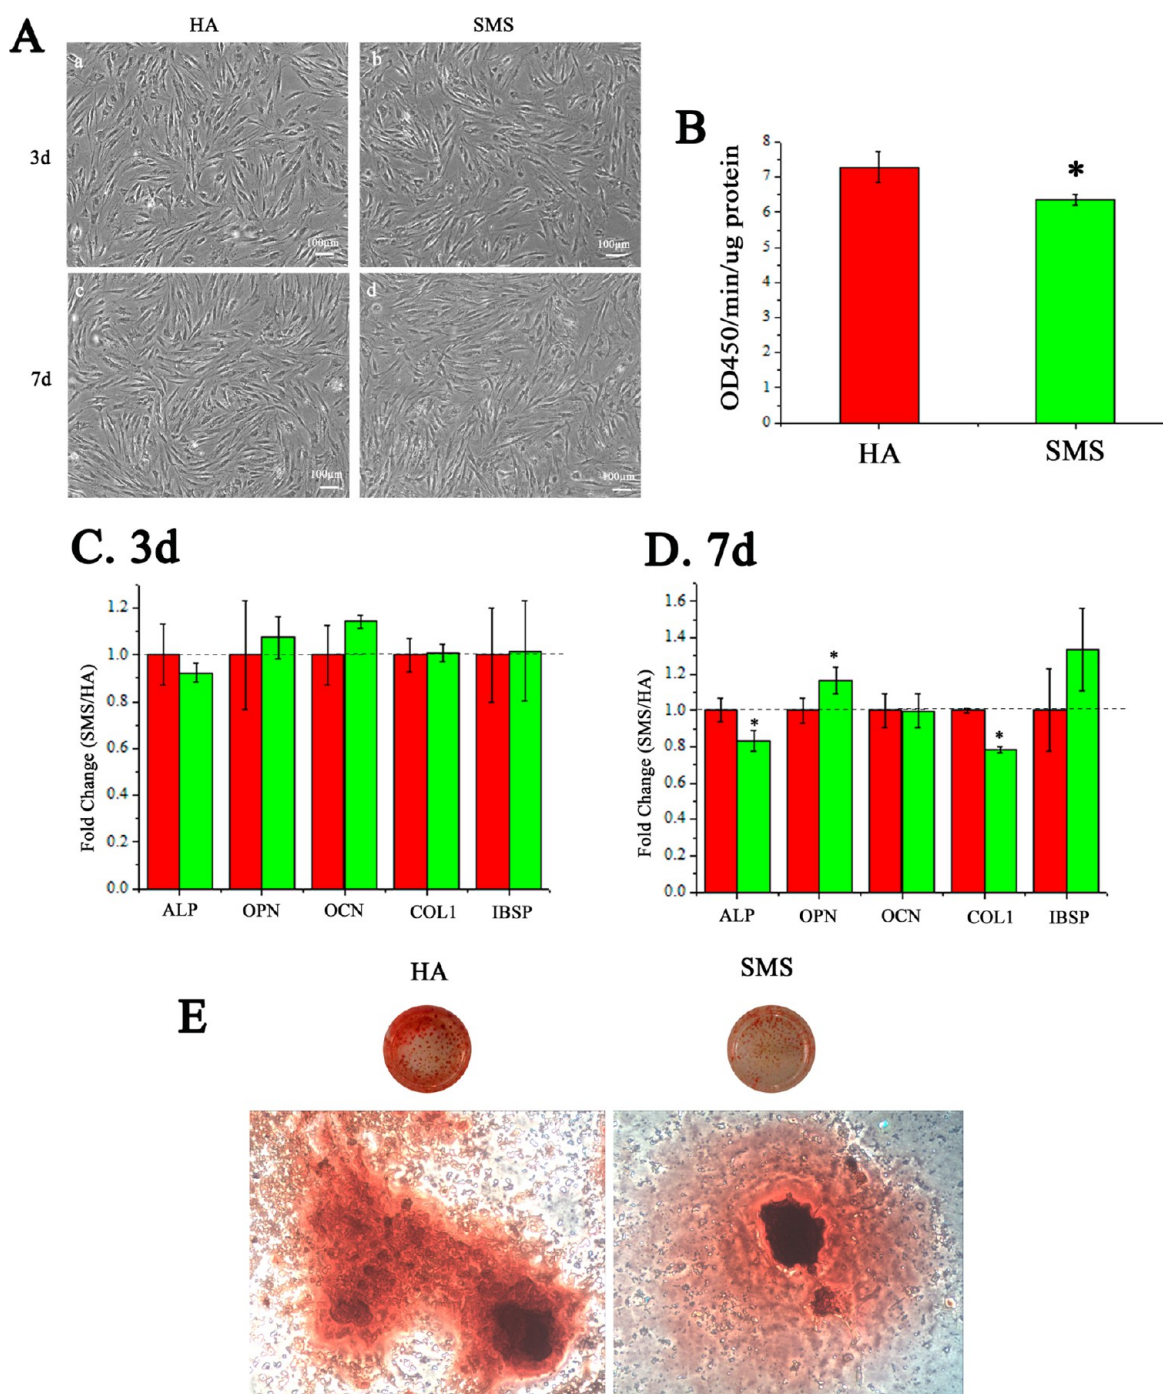 A
HA
SMS
3d
7d
a
100μm
b
100μm
c
100μm
d
100μm
B
OD450/min/ug protein
8
7
6
5
4
3
2
1
0
*
HA
SMS
C. 3d
Fold Change (SMS/HA)
1.2
1.0
0.8
0.6
0.4
0.2
0.0
ALP
OPN
OCN
COL1
IBSP
D. 7d
Fold Change (SMS/HA)
1.6
1.4
1.2
1.0
0.8
0.6
0.4
0.2
0.0
*
*
*
ALP
OPN
OCN
COL1
IBSP
E
HA
SMS